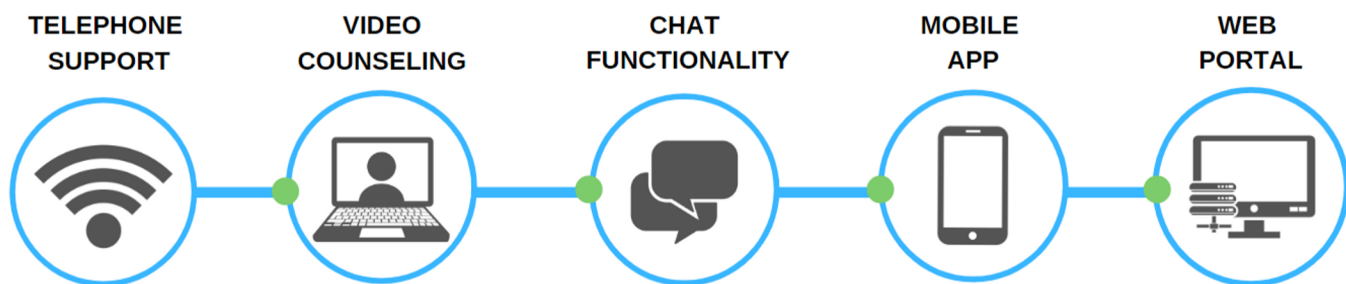 TELEPHONE
SUPPORT
VIDEO
COUNSELING
CHAT
FUNCTIONALITY
MOBILE
APP
WEB
PORTAL